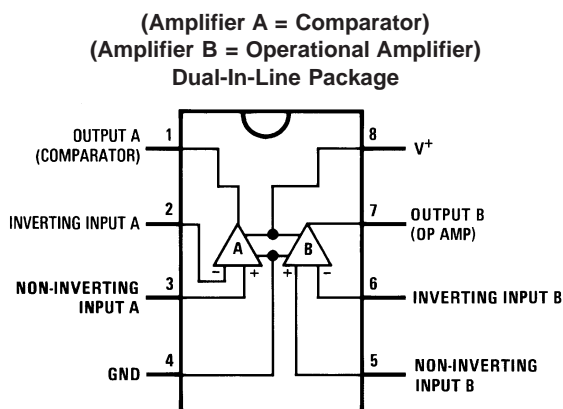 (Amplifier A = Comparator)
(Amplifier B = Operational Amplifier)
Dual-In-Line Package
OUTPUT A
(COMPARATOR)
1
8
V+
INVERTING INPUT A
2
7
OUTPUT B
(OP AMP)
A
B
-
+
+
-
NON-INVERTING
INPUT A
3
6
INVERTING INPUT B
GND
4
5
NON-INVERTING
INPUT B